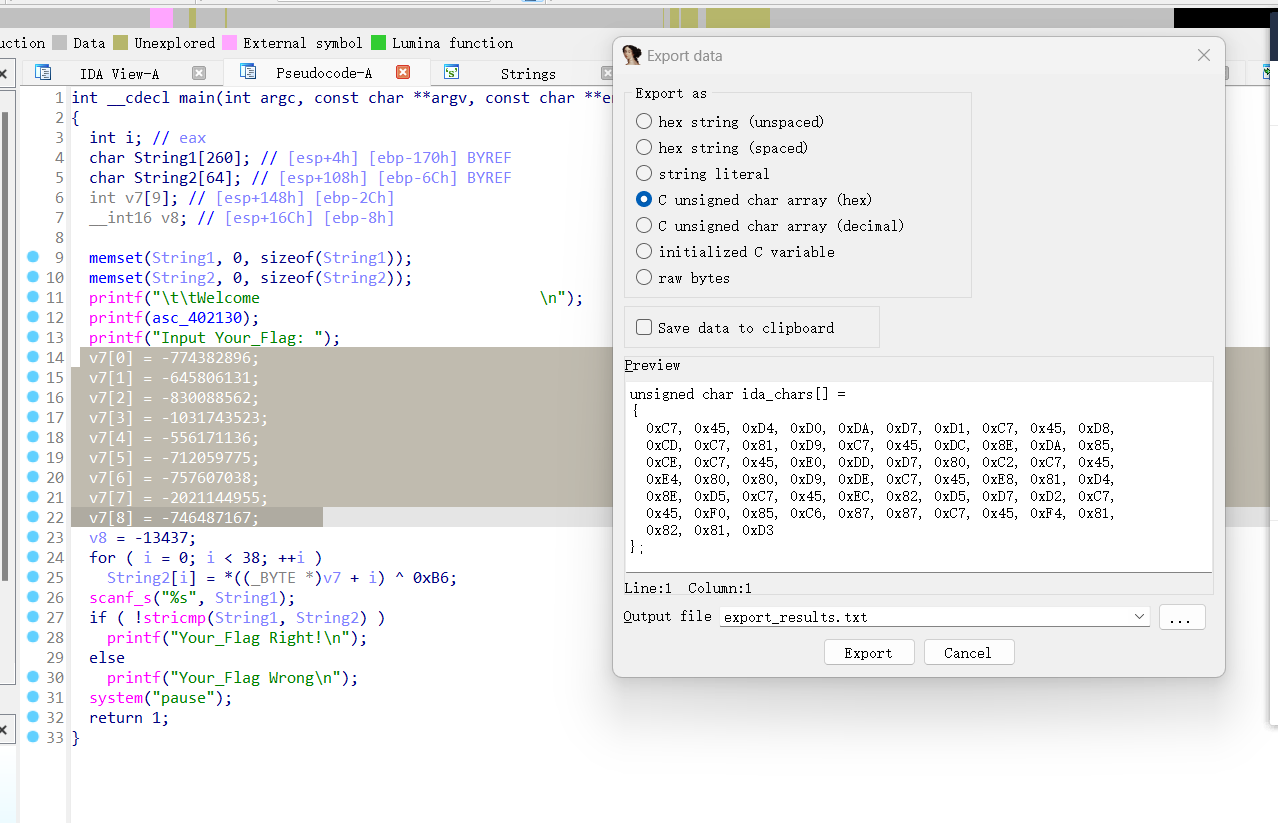 uction Data Unexplored External symbol Lumina function
IDA View-A Pseudocode-A Strings
1 int __cdecl main(int argc, const char **argv, const char **en
2 {
3 int i; // eax
4 char String1[260]; // [esp+4h] [ebp-170h] BYREF
5 char String2[64]; // [esp+108h] [ebp-6Ch] BYREF
6 int v7[9]; // [esp+148h] [ebp-2Ch]
7 __int16 v8; // [esp+16Ch] [ebp-8h]
8
9 memset(String1, 0, sizeof(String1));
10 memset(String2, 0, sizeof(String2));
11 printf("\t\tWelcome                               \n");
12 printf(asc_402130);
13 printf("Input Your_Flag: ");
14 v7[0] = -774382896;
15 v7[1] = -645806131;
16 v7[2] = -830088562;
17 v7[3] = -1031743523;
18 v7[4] = -556171136;
19 v7[5] = -712059775;
20 v7[6] = -757607038;
21 v7[7] = -2021144955;
22 v7[8] = -746487167;
23 v8 = -13437;
24 for ( i = 0; i < 38; ++i )
25 String2[i] = *((_BYTE *)v7 + i) ^ 0xB6;
26 scanf_s("%s", String1);
27 if ( !stricmp(String1, String2) )
28 printf("Your_Flag Right!\n");
29 else
30 printf("Your_Flag Wrong\n");
31 system("pause");
32 return 1;
33 }
Export data
Export as
hex string (unspaced)
hex string (spaced)
string literal
C unsigned char array (hex)
C unsigned char array (decimal)
initialized C variable
raw bytes
Save data to clipboard
Preview
unsigned char ida_chars[] =
{
0xC7, 0x45, 0xD4, 0xD0, 0xDA, 0xD7, 0xD1, 0xC7, 0x45, 0xD8,
0xCD, 0xC7, 0x81, 0xD9, 0xC7, 0x45, 0xDC, 0x8E, 0xDA, 0x85,
0xCE, 0xC7, 0x45, 0xE0, 0xDD, 0xD7, 0x80, 0xC2, 0xC7, 0x45,
0xE4, 0x80, 0x80, 0xD9, 0xDE, 0xC7, 0x45, 0xE8, 0x81, 0xD4,
0x8E, 0xD5, 0xC7, 0x45, 0xEC, 0x82, 0xD5, 0xD7, 0xD2, 0xC7,
0x45, 0xF0, 0x85, 0xC6, 0x87, 0x87, 0xC7, 0x45, 0xF4, 0x81,
0x82, 0x81, 0xD3
};
Line:1 Column:1
Output file export_results.txt ...
Export Cancel